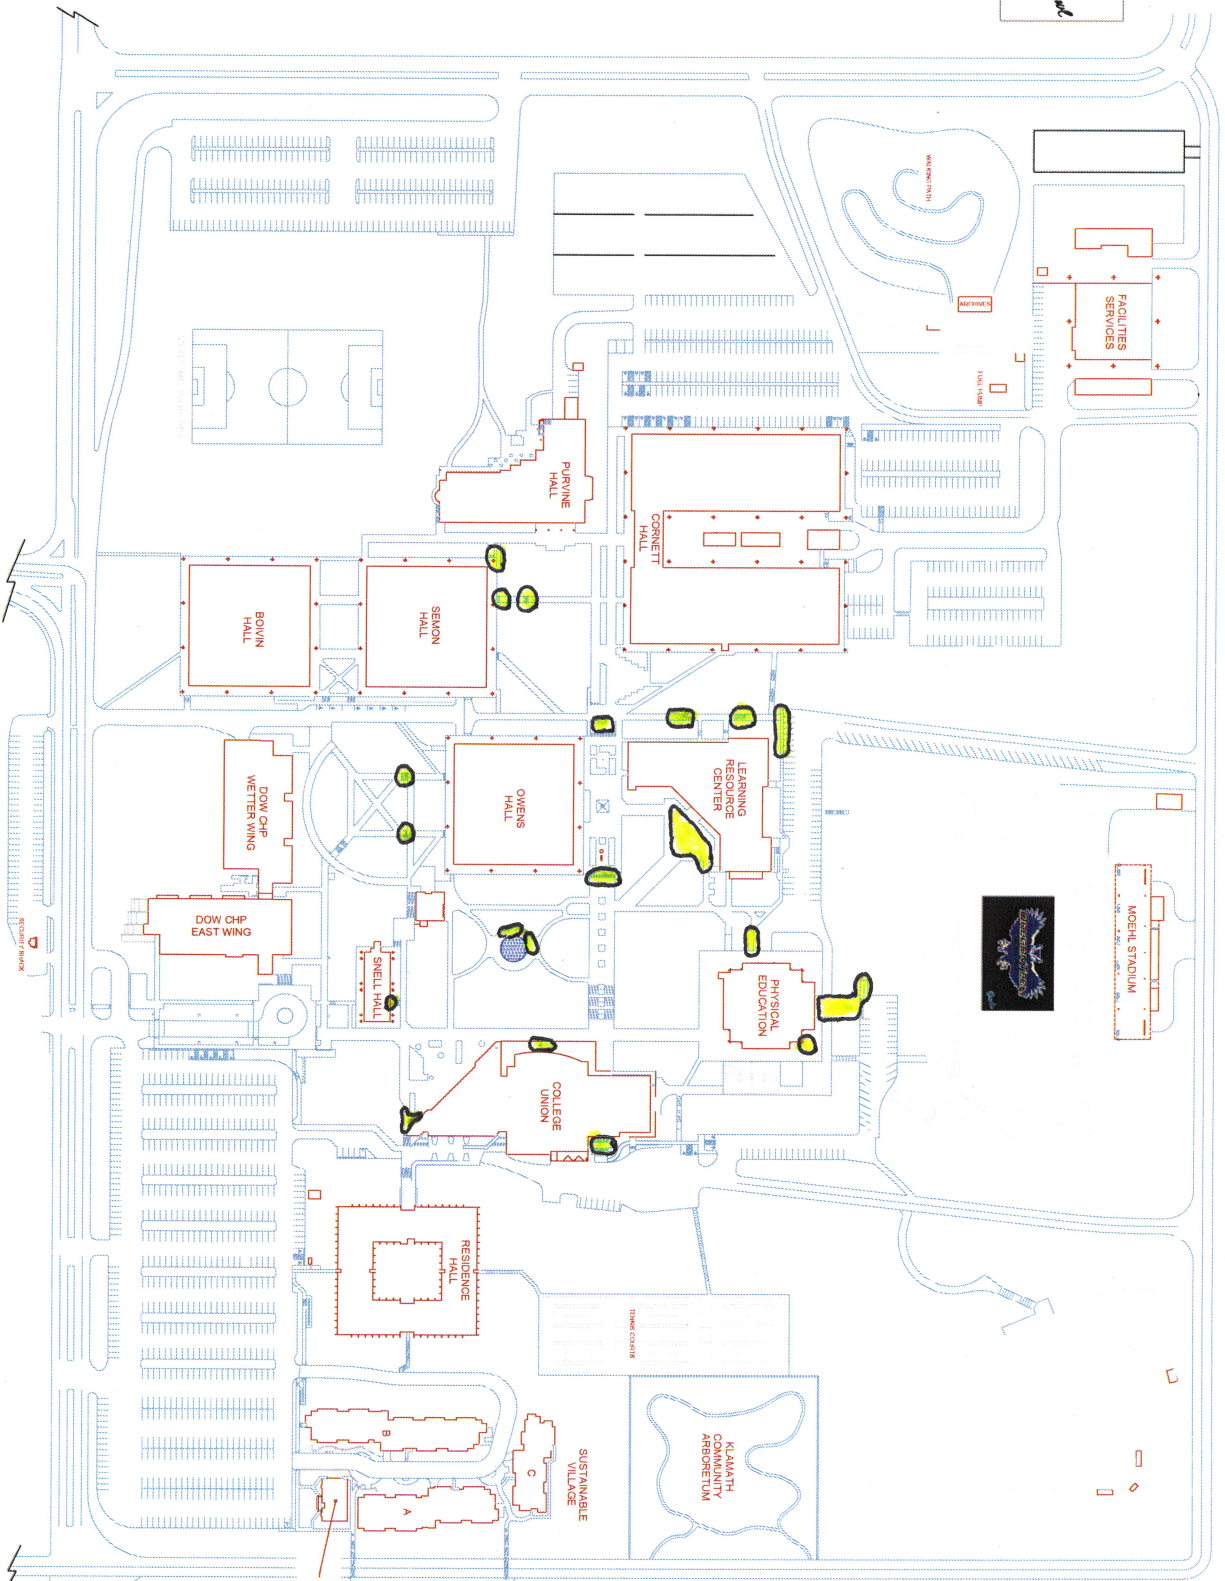 WALKING PATH
ARCHIVES
FACILITIES
SERVICES
FUEL PUMP
PURVINE
HALL
CORNETT
HALL
BOIVIN
HALL
SEMON
HALL
LEARNING
RESOURCE
CENTER
OWENS
HALL
DOW CHP
WETTER WING
DOW CHP
EAST WING
SECURITY SHACK
SNELL HALL
PHYSICAL
EDUCATION
MOEHL STADIUM
COLLEGE
UNION
RESIDENCE
HALL
TENNIS COURTS
KLAMATH
COMMUNITY
ARBORETUM
SUSTAINABLE
VILLAGE
B
C
A